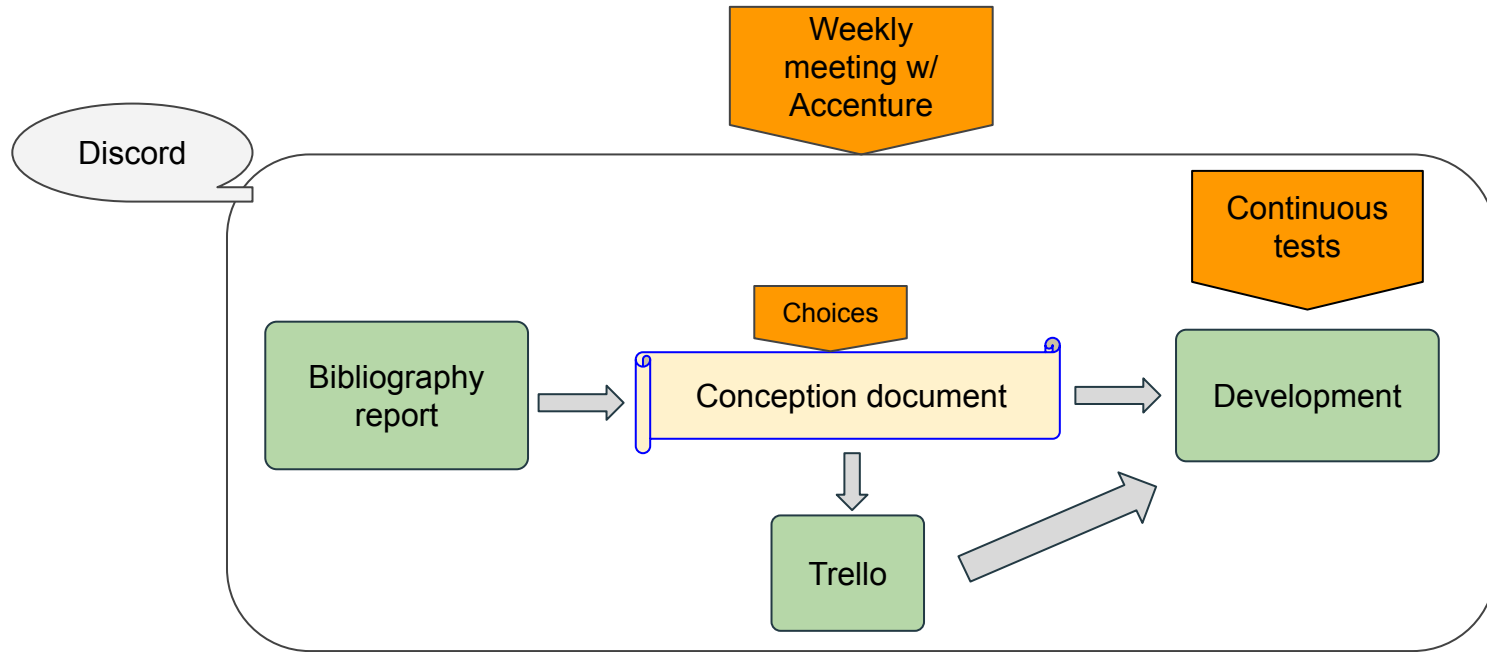 Weekly
meeting w/
Accenture
Discord
Continuous
tests
Choices
Bibliography
report
Conception document
Development
Trello